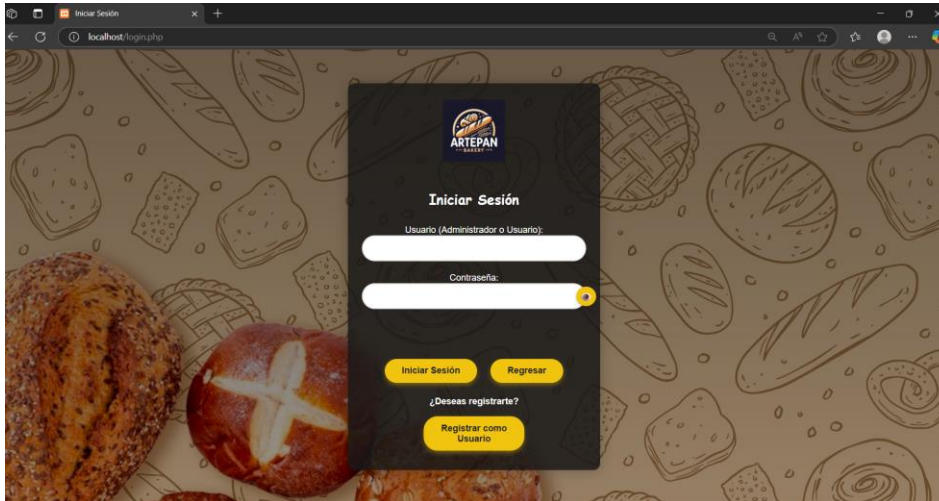 Iniciar Sesión
localhost/login.php
ARTEPAN
BAKERY
Iniciar Sesión
Usuario (Administrador o Usuario):
Contraseña:
Iniciar Sesión
Regresar
¿Deseas registrarte?
Registrar como
Usuario